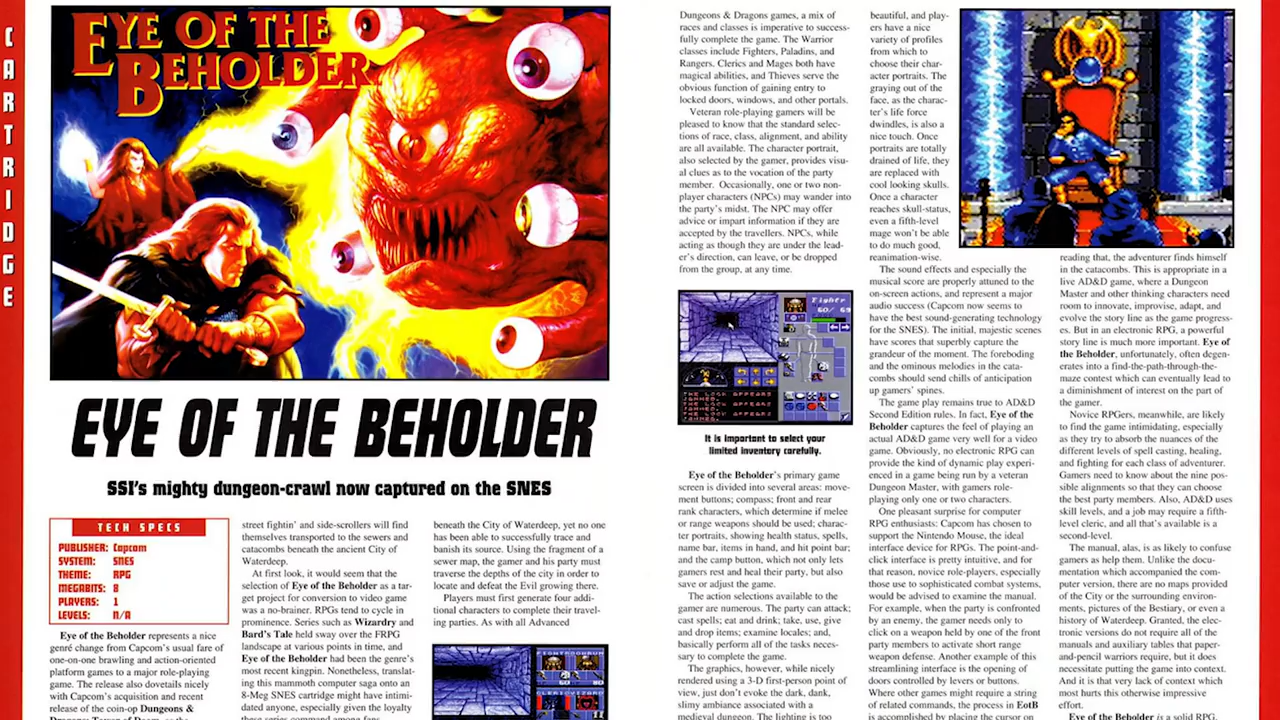 CARTRIDGE
EYE OF THE
BEHOLDER
EYE OF THE BEHOLDER
SSI's mighty dungeon-crawl now captured on the SNES
TECH SPECS
PUBLISHER: Capcom
SYSTEM: SNES
THEME: RPG
MEGABITS: 8
PLAYERS: 1
LEVELS: N/A
Eye of the Beholder represents a nice
genre change from Capcom's usual fare of
one-on-one brawling and action-oriented
platform games to a major role-playing
game. The release also dovetails nicely
with Capcom's acquisition and recent
release of the coin-op Dungeons &
street fightin' and side-scrollers will find
themselves transported to the sewers and
catacombs beneath the ancient City of
Waterdeep.
At first look, it would seem that the
selection of Eye of the Beholder as a tar-
get project for conversion to video game
was a no-brainer. RPGs tend to cycle in
prominence. Series such as Wizardry and
Bard's Tale held sway over the FRPG
landscape at various points in time, and
Eye of the Beholder had been the genre's
most recent kingpin. Nonetheless, translat-
ing this mammoth computer saga onto an
8-Meg SNES cartridge might have intimi-
dated anyone, especially given the loyalty
beneath the City of Waterdeep, yet no one
has been able to successfully trace and
banish its source. Using the fragment of a
sewer map, the gamer and his party must
traverse the depths of the city in order to
locate and defeat the Evil growing there.
Players must first generate four addi-
tional characters to complete their travel-
ing parties. As with all Advanced
Dungeons & Dragons games, a mix of
races and classes is imperative to success-
fully complete the game. The Warrior
classes include Fighters, Paladins, and
Rangers. Clerics and Mages both have
magical abilities, and Thieves serve the
obvious function of gaining entry to
locked doors, windows, and other portals.
Veteran role-playing gamers will be
pleased to know that the standard selec-
tions of race, class, alignment, and ability
are all available. The character portrait,
also selected by the gamer, provides visu-
al clues as to the vocation of the party
member. Occasionally, one or two non-
player characters (NPCs) may wander into
the party's midst. The NPC may offer
advice or impart information if they are
accepted by the travellers. NPCs, while
acting as though they are under the lead-
er's direction, can leave, or be dropped
from the group, at any time.
Fighter
THE LOCK APPEARS
JAMMED.
THE LOCK APPEARS
JAMMED.
THE LOCK APPEARS
JAMMED.
It is important to select your
limited inventory carefully.
Eye of the Beholder's primary game
screen is divided into several areas: move-
ment buttons; compass; front and rear
rank characters, which determine if melee
or range weapons should be used; charac-
ter portraits, showing health status, spells,
name bar, items in hand, and hit point bar;
and the camp button, which not only lets
gamers rest and heal their party, but also
save or adjust the game.
The action selections available to the
gamer are numerous. The party can attack;
cast spells; eat and drink; take, use, give
and drop items; examine locales; and,
basically perform all of the tasks neces-
sary to complete the game.
The graphics, however, while nicely
rendered using a 3-D first-person point of
view, just don't evoke the dark, dank,
slimy ambiance associated with a
medieval dungeon. The lighting is too
beautiful, and play-
ers have a nice
variety of profiles
from which to
choose their char-
acter portraits. The
graying out of the
face, as the charac-
ter's life force
dwindles, is also a
nice touch. Once
portraits are totally
drained of life, they
are replaced with
cool looking skulls.
Once a character
reaches skull-status,
even a fifth-level
mage won't be able
to do much good,
reanimation-wise.
The sound effects and especially the
musical score are properly attuned to the
on-screen actions, and represent a major
audio success (Capcom now seems to
have the best sound-generating technology
for the SNES). The initial, majestic scenes
have scores that superbly capture the
grandeur of the moment. The foreboding
and the ominous melodies in the cata-
combs should send chills of anticipation
up gamers' spines.
The game play remains true to AD&D
Second Edition rules. In fact, Eye of the
Beholder captures the feel of playing an
actual AD&D game very well for a video
game. Obviously, no electronic RPG can
provide the kind of dynamic play experi-
enced in a game being run by a veteran
Dungeon Master, with gamers role-
playing only one or two characters.
One pleasant surprise for computer
RPG enthusiasts: Capcom has chosen to
support the Nintendo Mouse, the ideal
interface device for RPGs. The point-and-
click interface is pretty intuitive, and for
that reason, novice role-players, especially
those use to sophisticated combat systems,
would be advised to examine the manual.
For example, when the party is confronted
by an enemy, the gamer needs only to
click on a weapon held by one of the front
party members to activate short range
weapon defense. Another example of this
streamlining interface is the opening of
doors controlled by levers or buttons.
Where other games might require a string
of related commands, the process in EotB
is accomplished by placing the cursor on
reading that, the adventurer finds himself
in the catacombs. This is appropriate in a
live AD&D game, where a Dungeon
Master and other thinking characters need
room to innovate, improvise, adapt, and
evolve the story line as the game progress-
es. But in an electronic RPG, a powerful
story line is much more important. Eye of
the Beholder, unfortunately, often degen-
erates into a find-the-path-through-the-
maze contest which can eventually lead to
a diminishment of interest on the part of
the gamer.
Novice RPGers, meanwhile, are likely
to find the game intimidating, especially
as they try to absorb the nuances of the
different levels of spell casting, healing,
and fighting for each class of adventurer.
Gamers need to know about the nine pos-
sible alignments so that they can choose
the best party members. Also, AD&D uses
skill levels, and a job may require a fifth-
level cleric, and all that's available is a
second-level.
The manual, alas, is as likely to confuse
gamers as help them. Unlike the docu-
mentation which accompanied the com-
puter version, there are no maps provided
of the City or the surrounding environ-
ments, pictures of the Bestiary, or even a
history of Waterdeep. Granted, the elec-
tronic versions do not require all of the
manuals and auxiliary tables that paper-
and-pencil warriors require, but it does
necessitate putting the game into context.
And it is that very lack of context which
most hurts this otherwise impressive
effort.
Eye of the Beholder is a solid RPG,